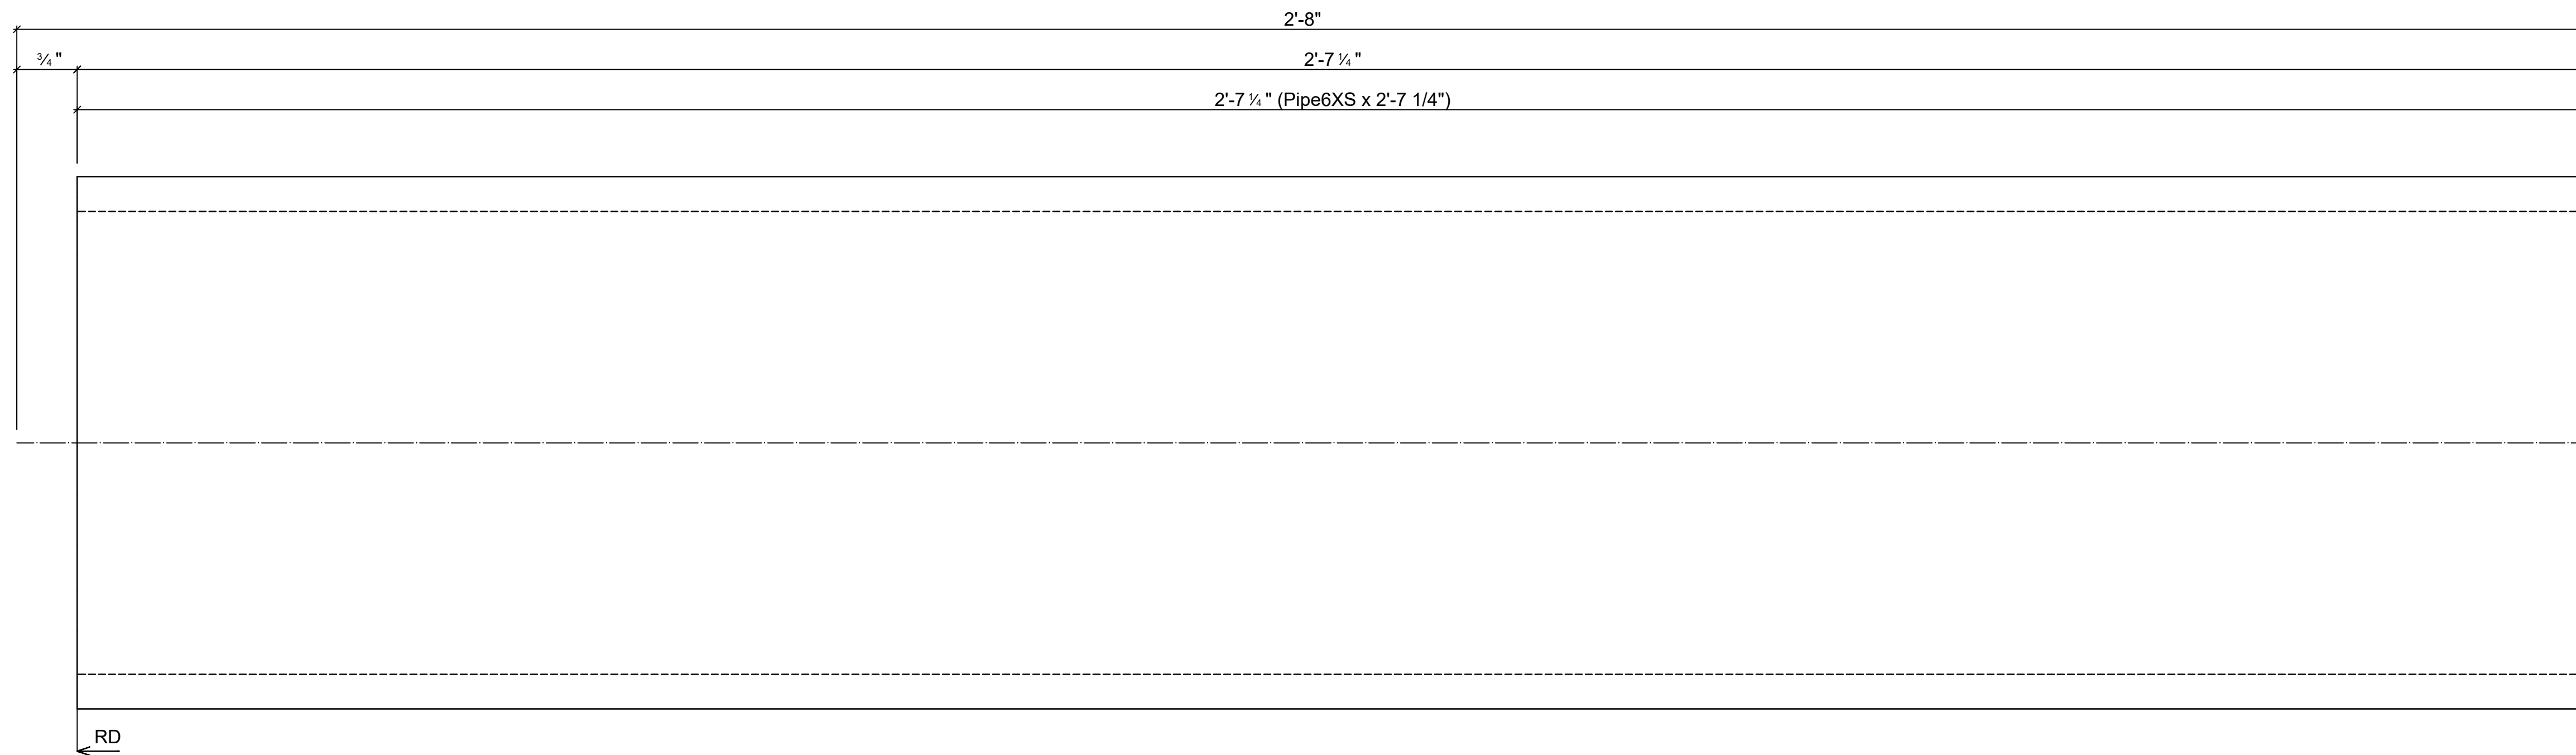 2'-8"
3⁄4 "
2'-7 1⁄4 "
2'-7 1⁄4 " (Pipe6XS x 2'-7 1/4")
RD